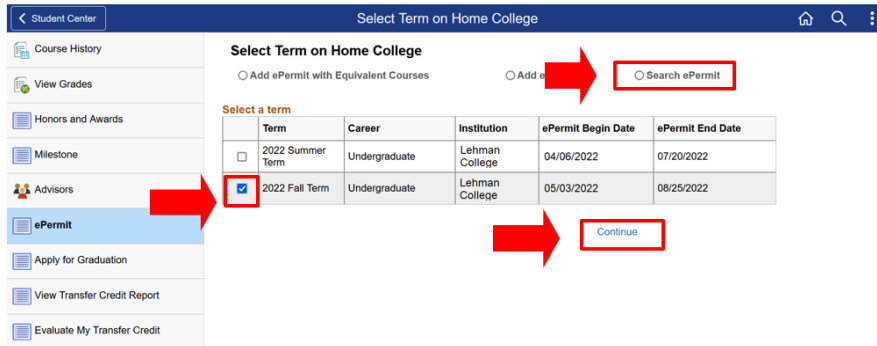 Student Center
Select Term on Home College
Course History
View Grades
Honors and Awards
Milestone
Advisors
ePermit
Apply for Graduation
View Transfer Credit Report
Evaluate My Transfer Credit
Select Term on Home College
Add ePermit with Equivalent Courses Add e Search ePermit
Select a term
Term Career Institution ePermit Begin Date ePermit End Date
2022 Summer Term Undergraduate Lehman College 04/06/2022 07/20/2022
2022 Fall Term Undergraduate Lehman College 05/03/2022 08/25/2022
Continue